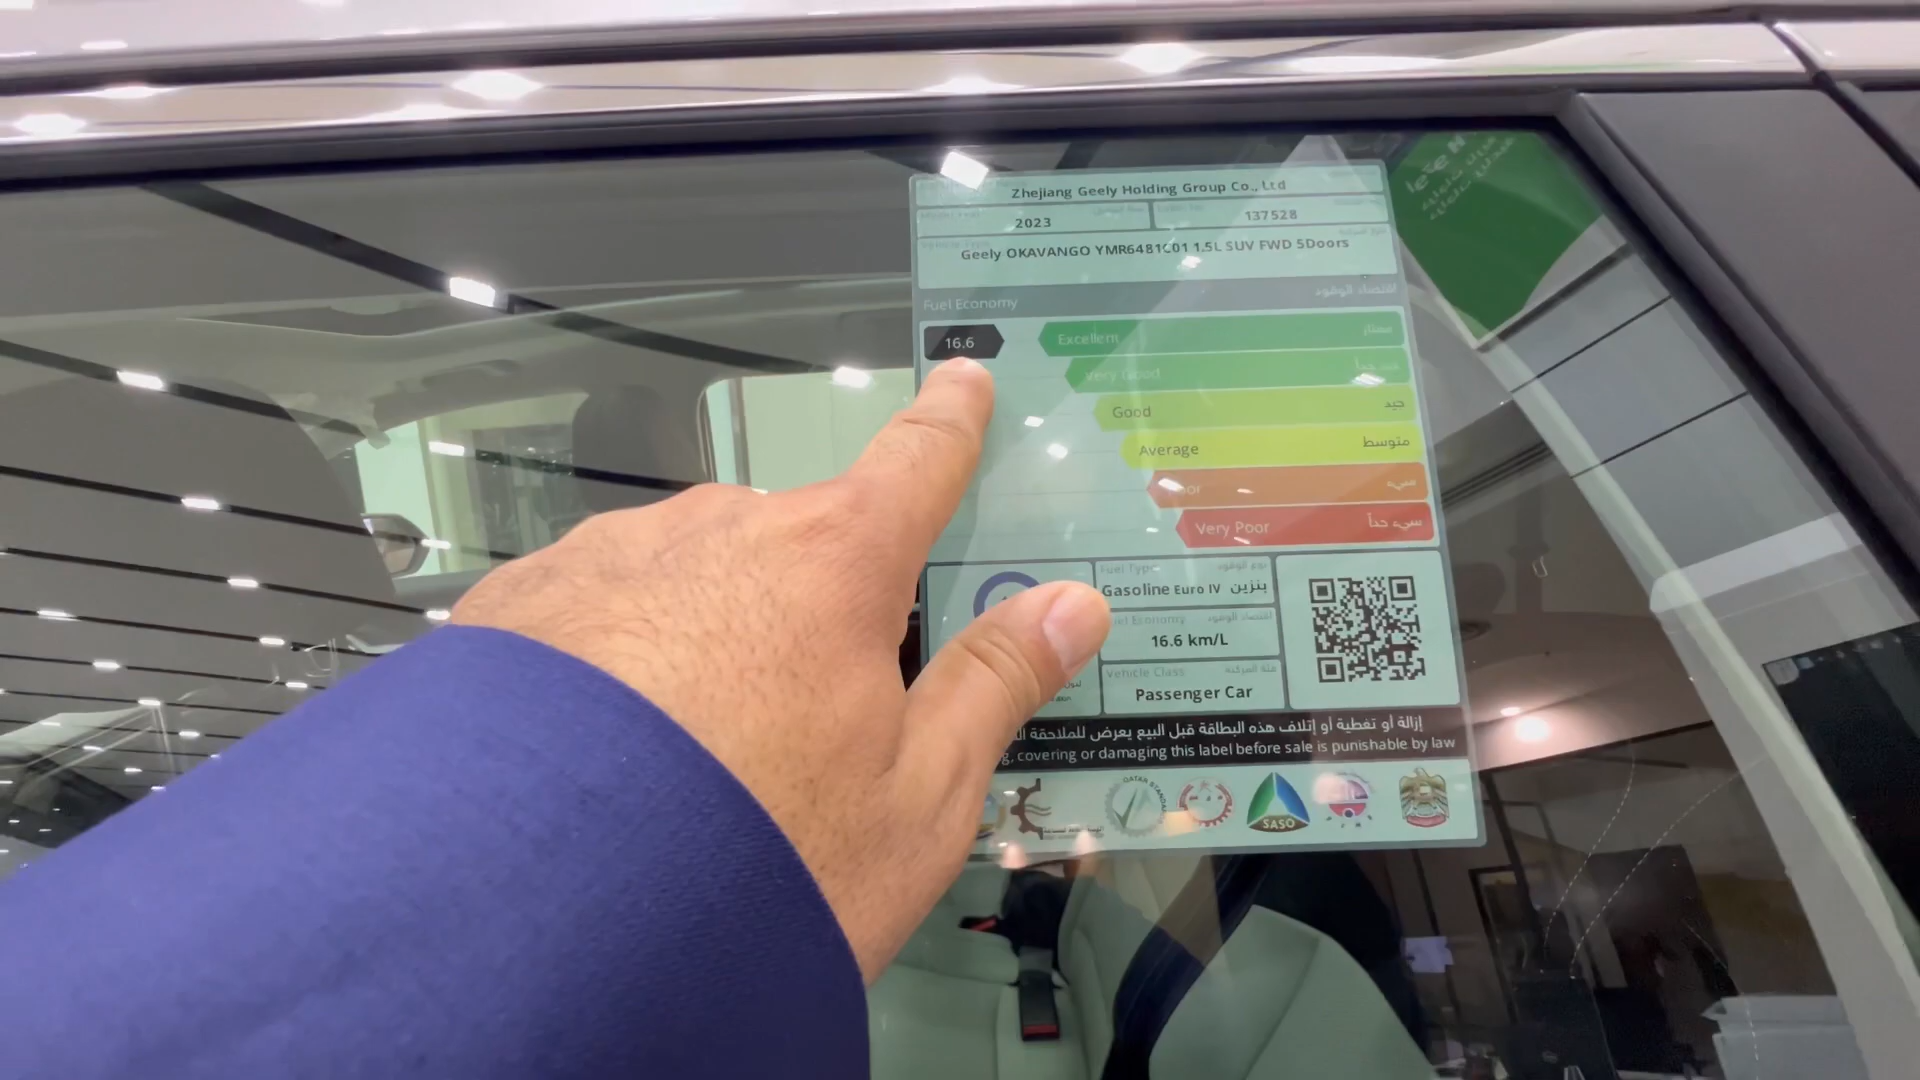 Zhejiang Geely Holding Group Co., Ltd
2023
137528
Geely OKAVANGO YMR6481C01 1.5L SUV FWD 5Doors
Fuel Economy اقتصاد الوقود
16.6
Excellent ممتاز
Very Good جيد جداً
Good جيد
Average متوسط
سيء
Very Poor سيء جداً
Fuel Type نوع الوقود
Gasoline Euro IV بنزين
Economy اقتصاد الوقود
16.6 km/L
Vehicle Class فئة المركبة
Passenger Car
إزالة أو تغطية أو إتلاف هذه البطاقة قبل البيع يعرض للملاحقة
covering or damaging this label before sale is punishable by law
QATAR STANDARD
SASO